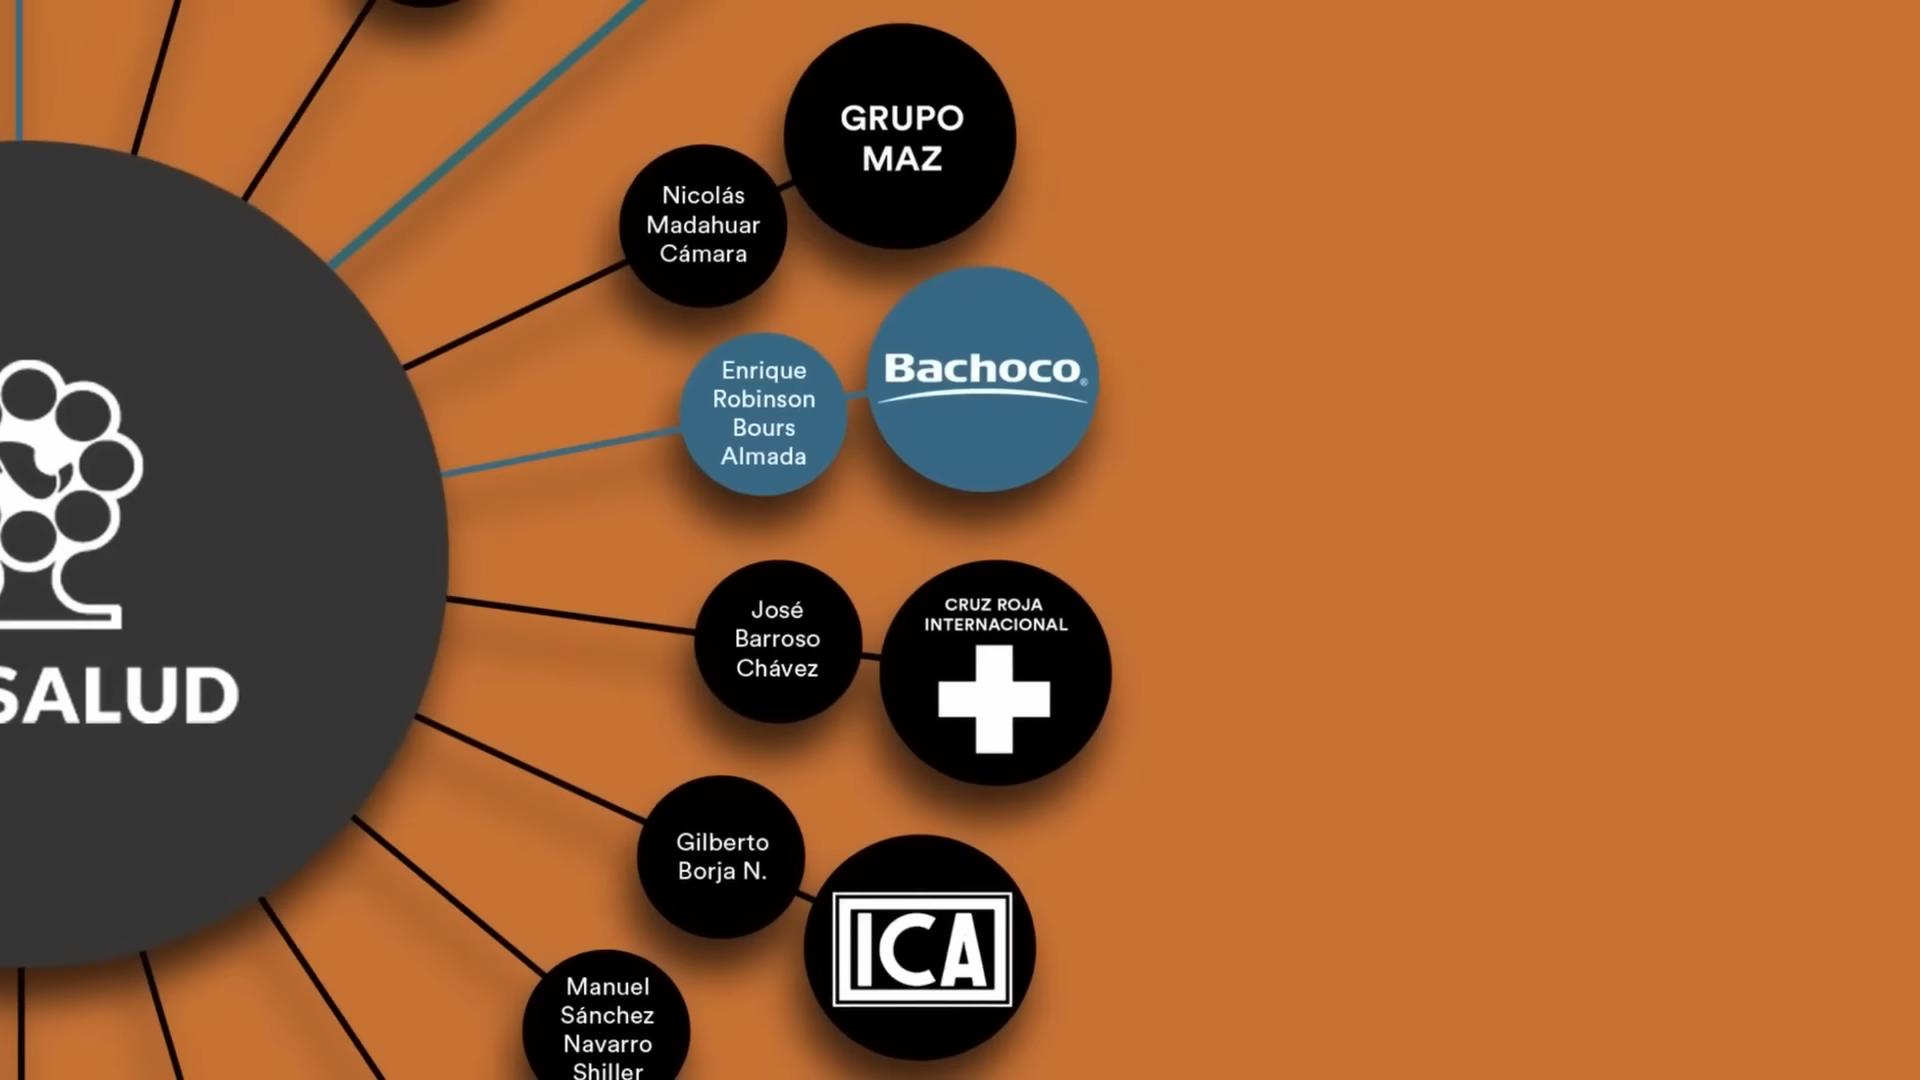 GRUPO
MAZ
Nicolás
Madahuar
Cámara
Enrique
Robinson
Bours
Almada
Bachoco®
José
Barroso
Chávez
CRUZ ROJA
INTERNACIONAL
SALUD
Gilberto
Borja N.
ICA
Manuel
Sánchez
Navarro
Shiller